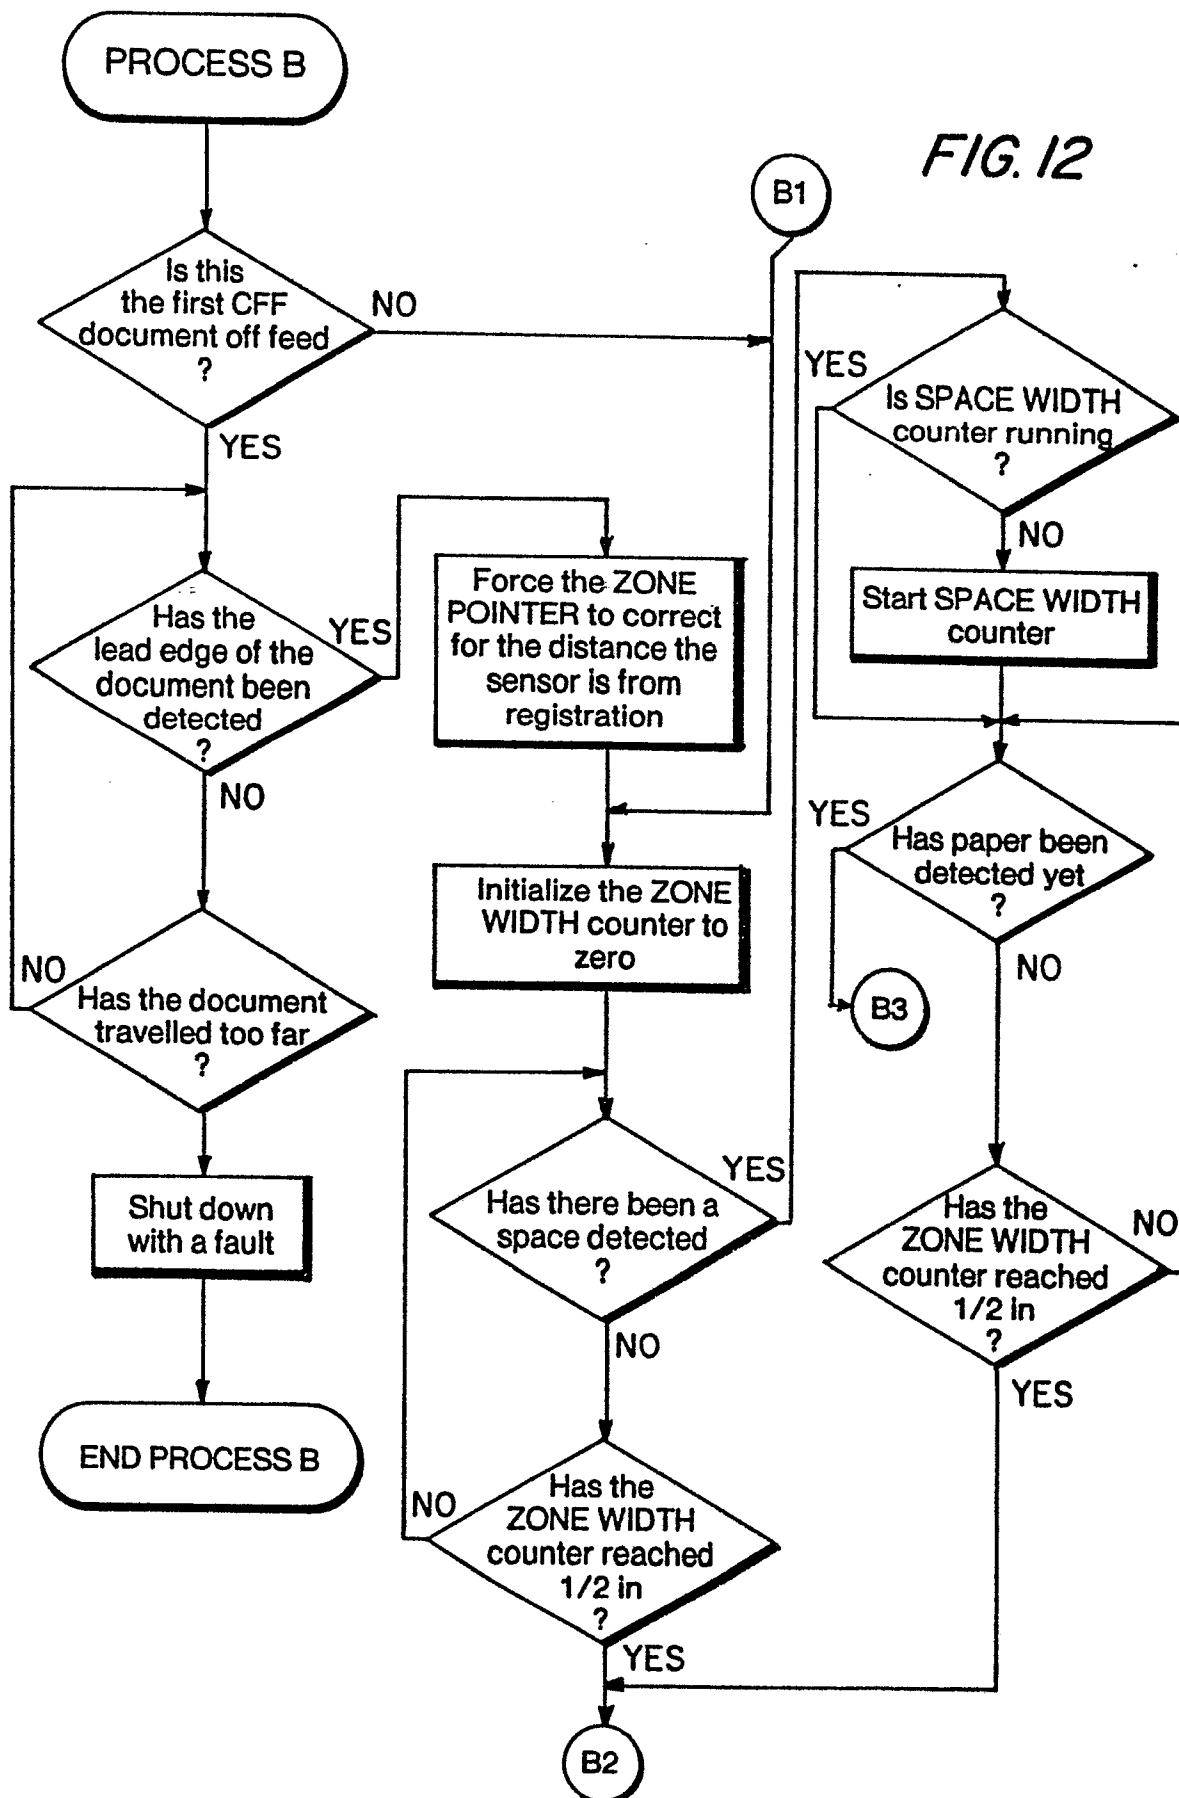 PROCESS B
FIG. 12
B1
Is this
the first CFF
document off feed
?
NO
YES
Has the
lead edge of the
document been
detected
?
YES
NO
Has the document
travelled too far
?
NO
Shut down
with a fault
END PROCESS B
Force the ZONE
POINTER to correct
for the distance the
sensor is from
registration
Initialize the ZONE
WIDTH counter to
zero
Has there been a
space detected
?
YES
NO
Has the
ZONE WIDTH
counter reached
1/2 in
?
NO
YES
B2
Is SPACE WIDTH
counter running
?
YES
NO
Start SPACE WIDTH
counter
Has paper been
detected yet
?
YES
B3
NO
Has the
ZONE WIDTH
counter reached
1/2 in
?
NO
YES